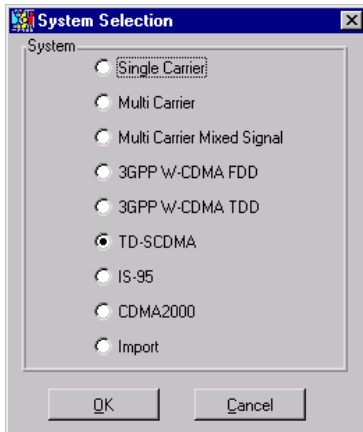 System Selection
System
Single Carrier
Multi Carrier
Multi Carrier Mixed Signal
3GPP W-CDMA FDD
3GPP W-CDMA TDD
TD-SCDMA
IS-95
CDMA2000
Import
OK Cancel